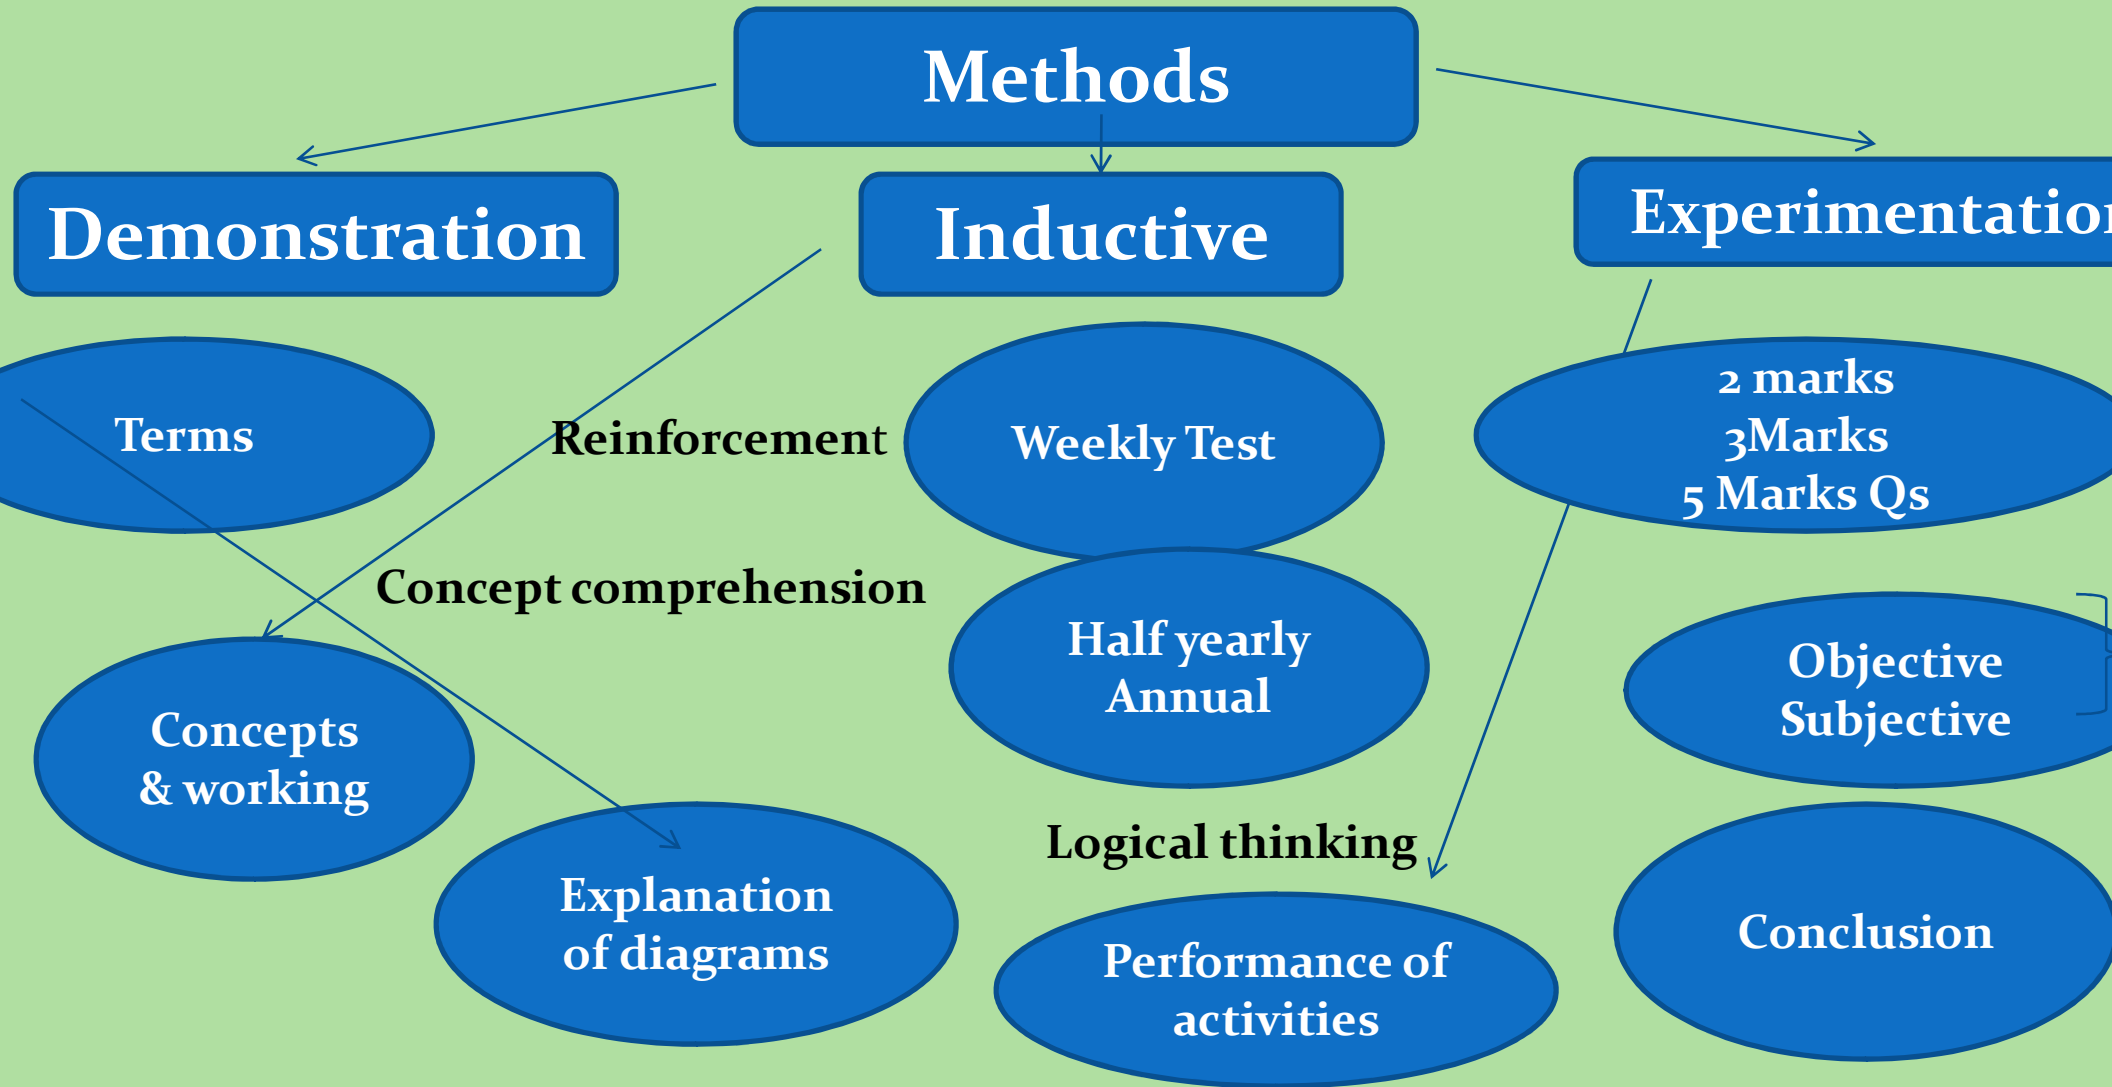 Methods
Demonstration
Inductive
Experimentation
Terms
Reinforcement
Weekly Test
2 marks
3Marks
5 Marks Qs
Concept comprehension
Half yearly
Annual
Objective
Subjective
Concepts
& working
Logical thinking
Explanation
of diagrams
Performance of
activities
Conclusion